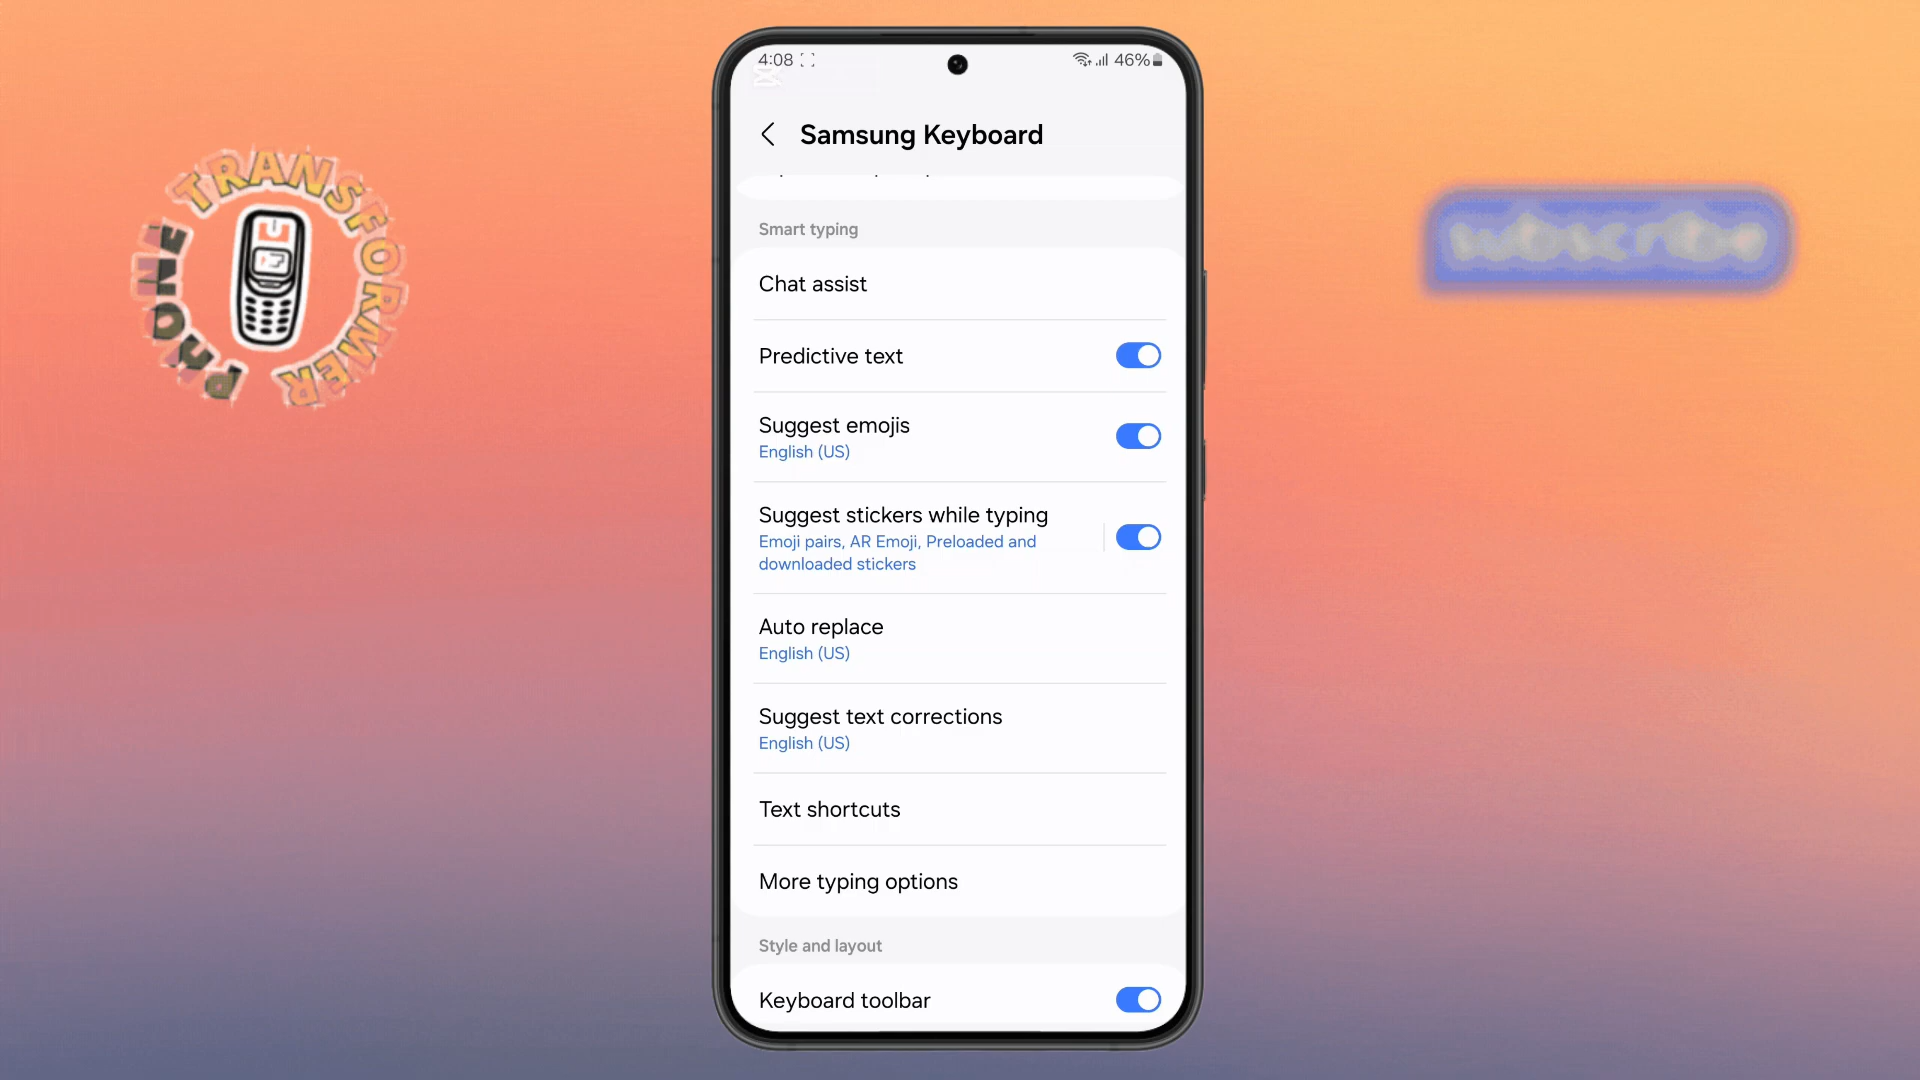 4:08
46%
Samsung Keyboard
Smart typing
Chat assist
Predictive text
Suggest emojis
English (US)
Suggest stickers while typing
Emoji pairs, AR Emoji, Preloaded and
downloaded stickers
Auto replace
English (US)
Suggest text corrections
English (US)
Text shortcuts
More typing options
Style and layout
Keyboard toolbar
PHONE TRANSFORMER
subscribe